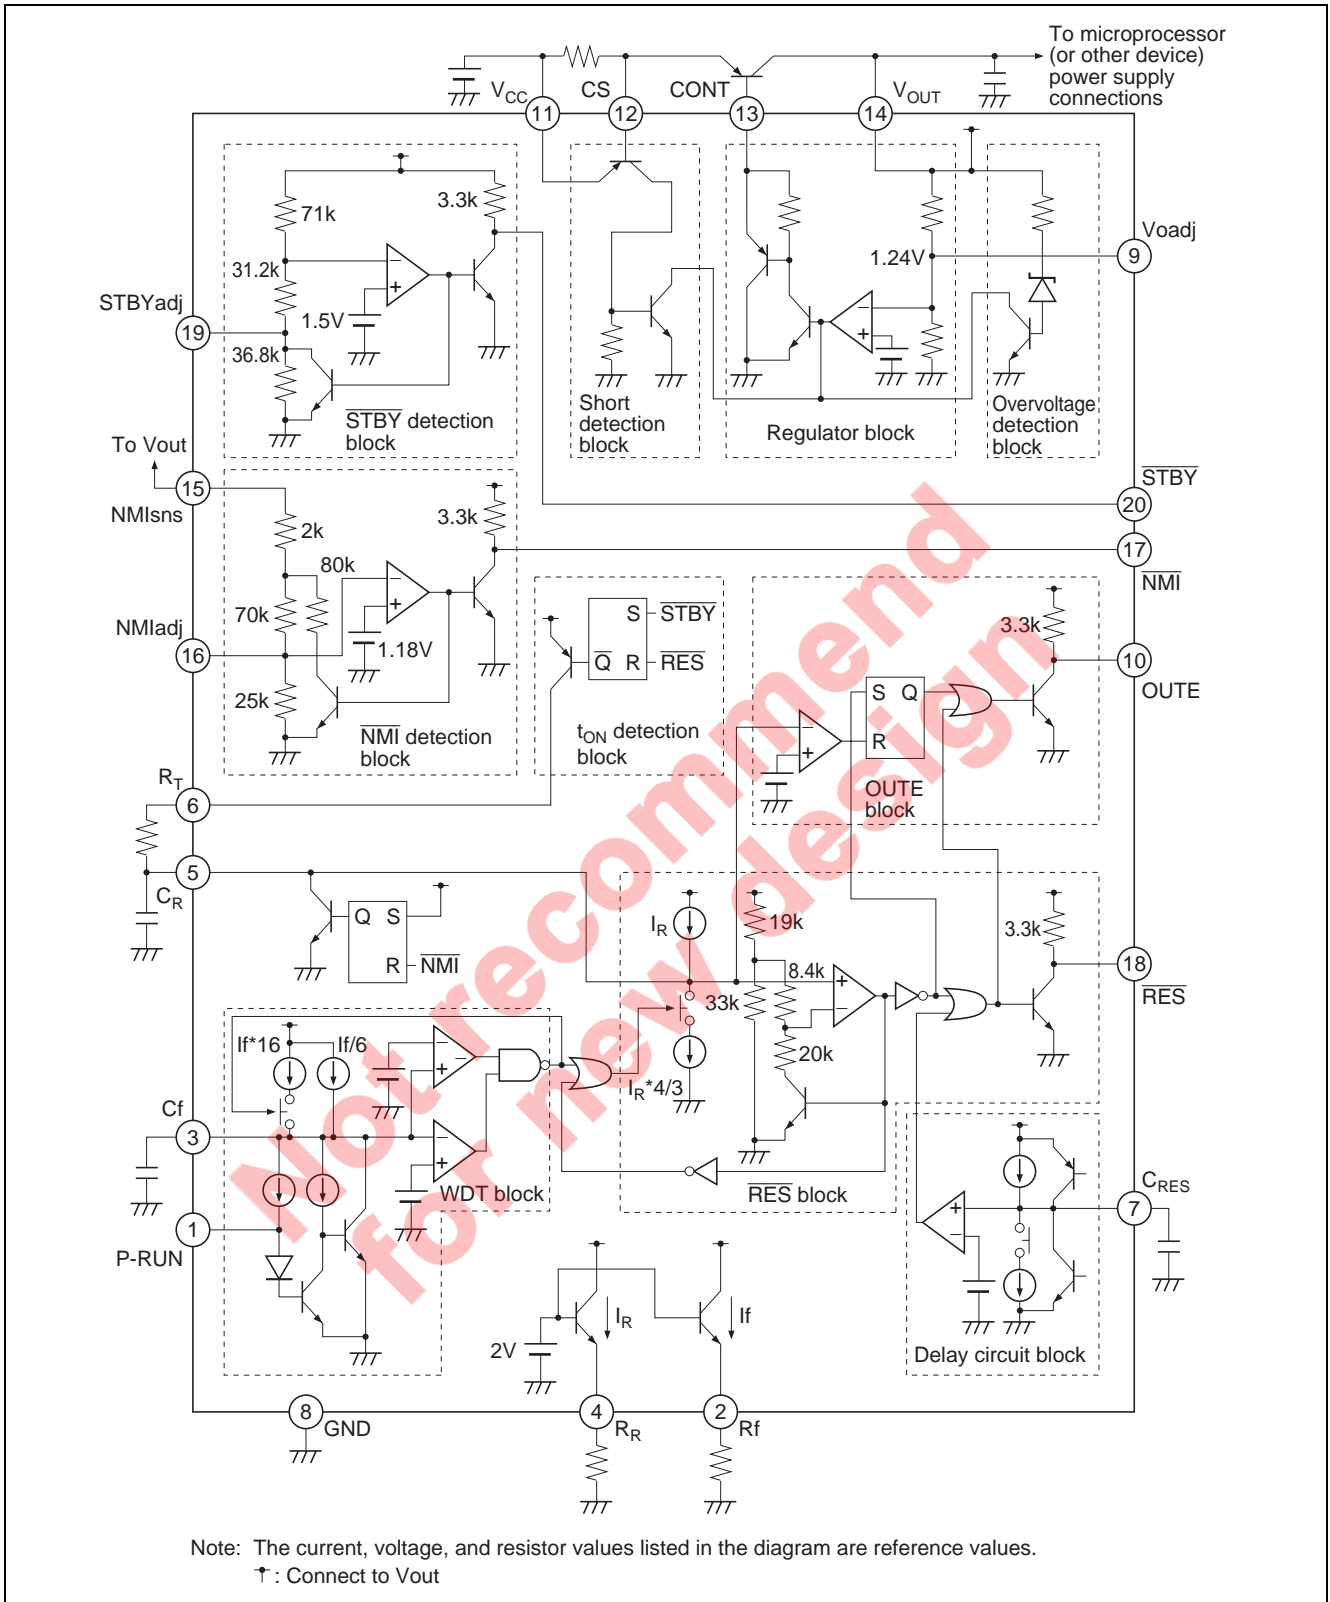 To microprocessor
(or other device)
power supply
connections
VCC
CS
CONT
VOUT
11
12
13
14
71k
3.3k
31.2k
1.5V
36.8k
STBY detection
block
STBYadj
19
Short
detection
block
1.24V
Regulator block
Overvoltage
detection
block
Voadj
9
To Vout
15
NMIsns
2k
3.3k
80k
70k
1.18V
25k
NMI detection
block
NMIadj
16
STBY
20
17
NMI
S STBY
Q R RES
tON detection
block
3.3k
S Q
R
OUTE
block
10
OUTE
RT
6
5
CR
Q S
R NMI
IR
19k
8.4k
33k
20k
IR*4/3
3.3k
18
RES
RES block
If*16
If/6
Cf
3
WDT block
1
P-RUN
CRES
7
Delay circuit block
2V
IR
If
8
GND
4
RR
2
Rf
Not recommend
for new design
Note: The current, voltage, and resistor values listed in the diagram are reference values.
: Connect to Vout